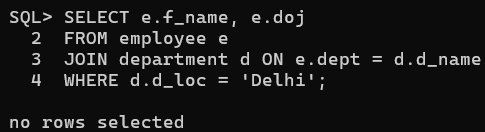 SQL> SELECT e.f_name, e.doj
  2  FROM employee e
  3  JOIN department d ON e.dept = d.d_name
  4  WHERE d.d_loc = 'Delhi';

no rows selected